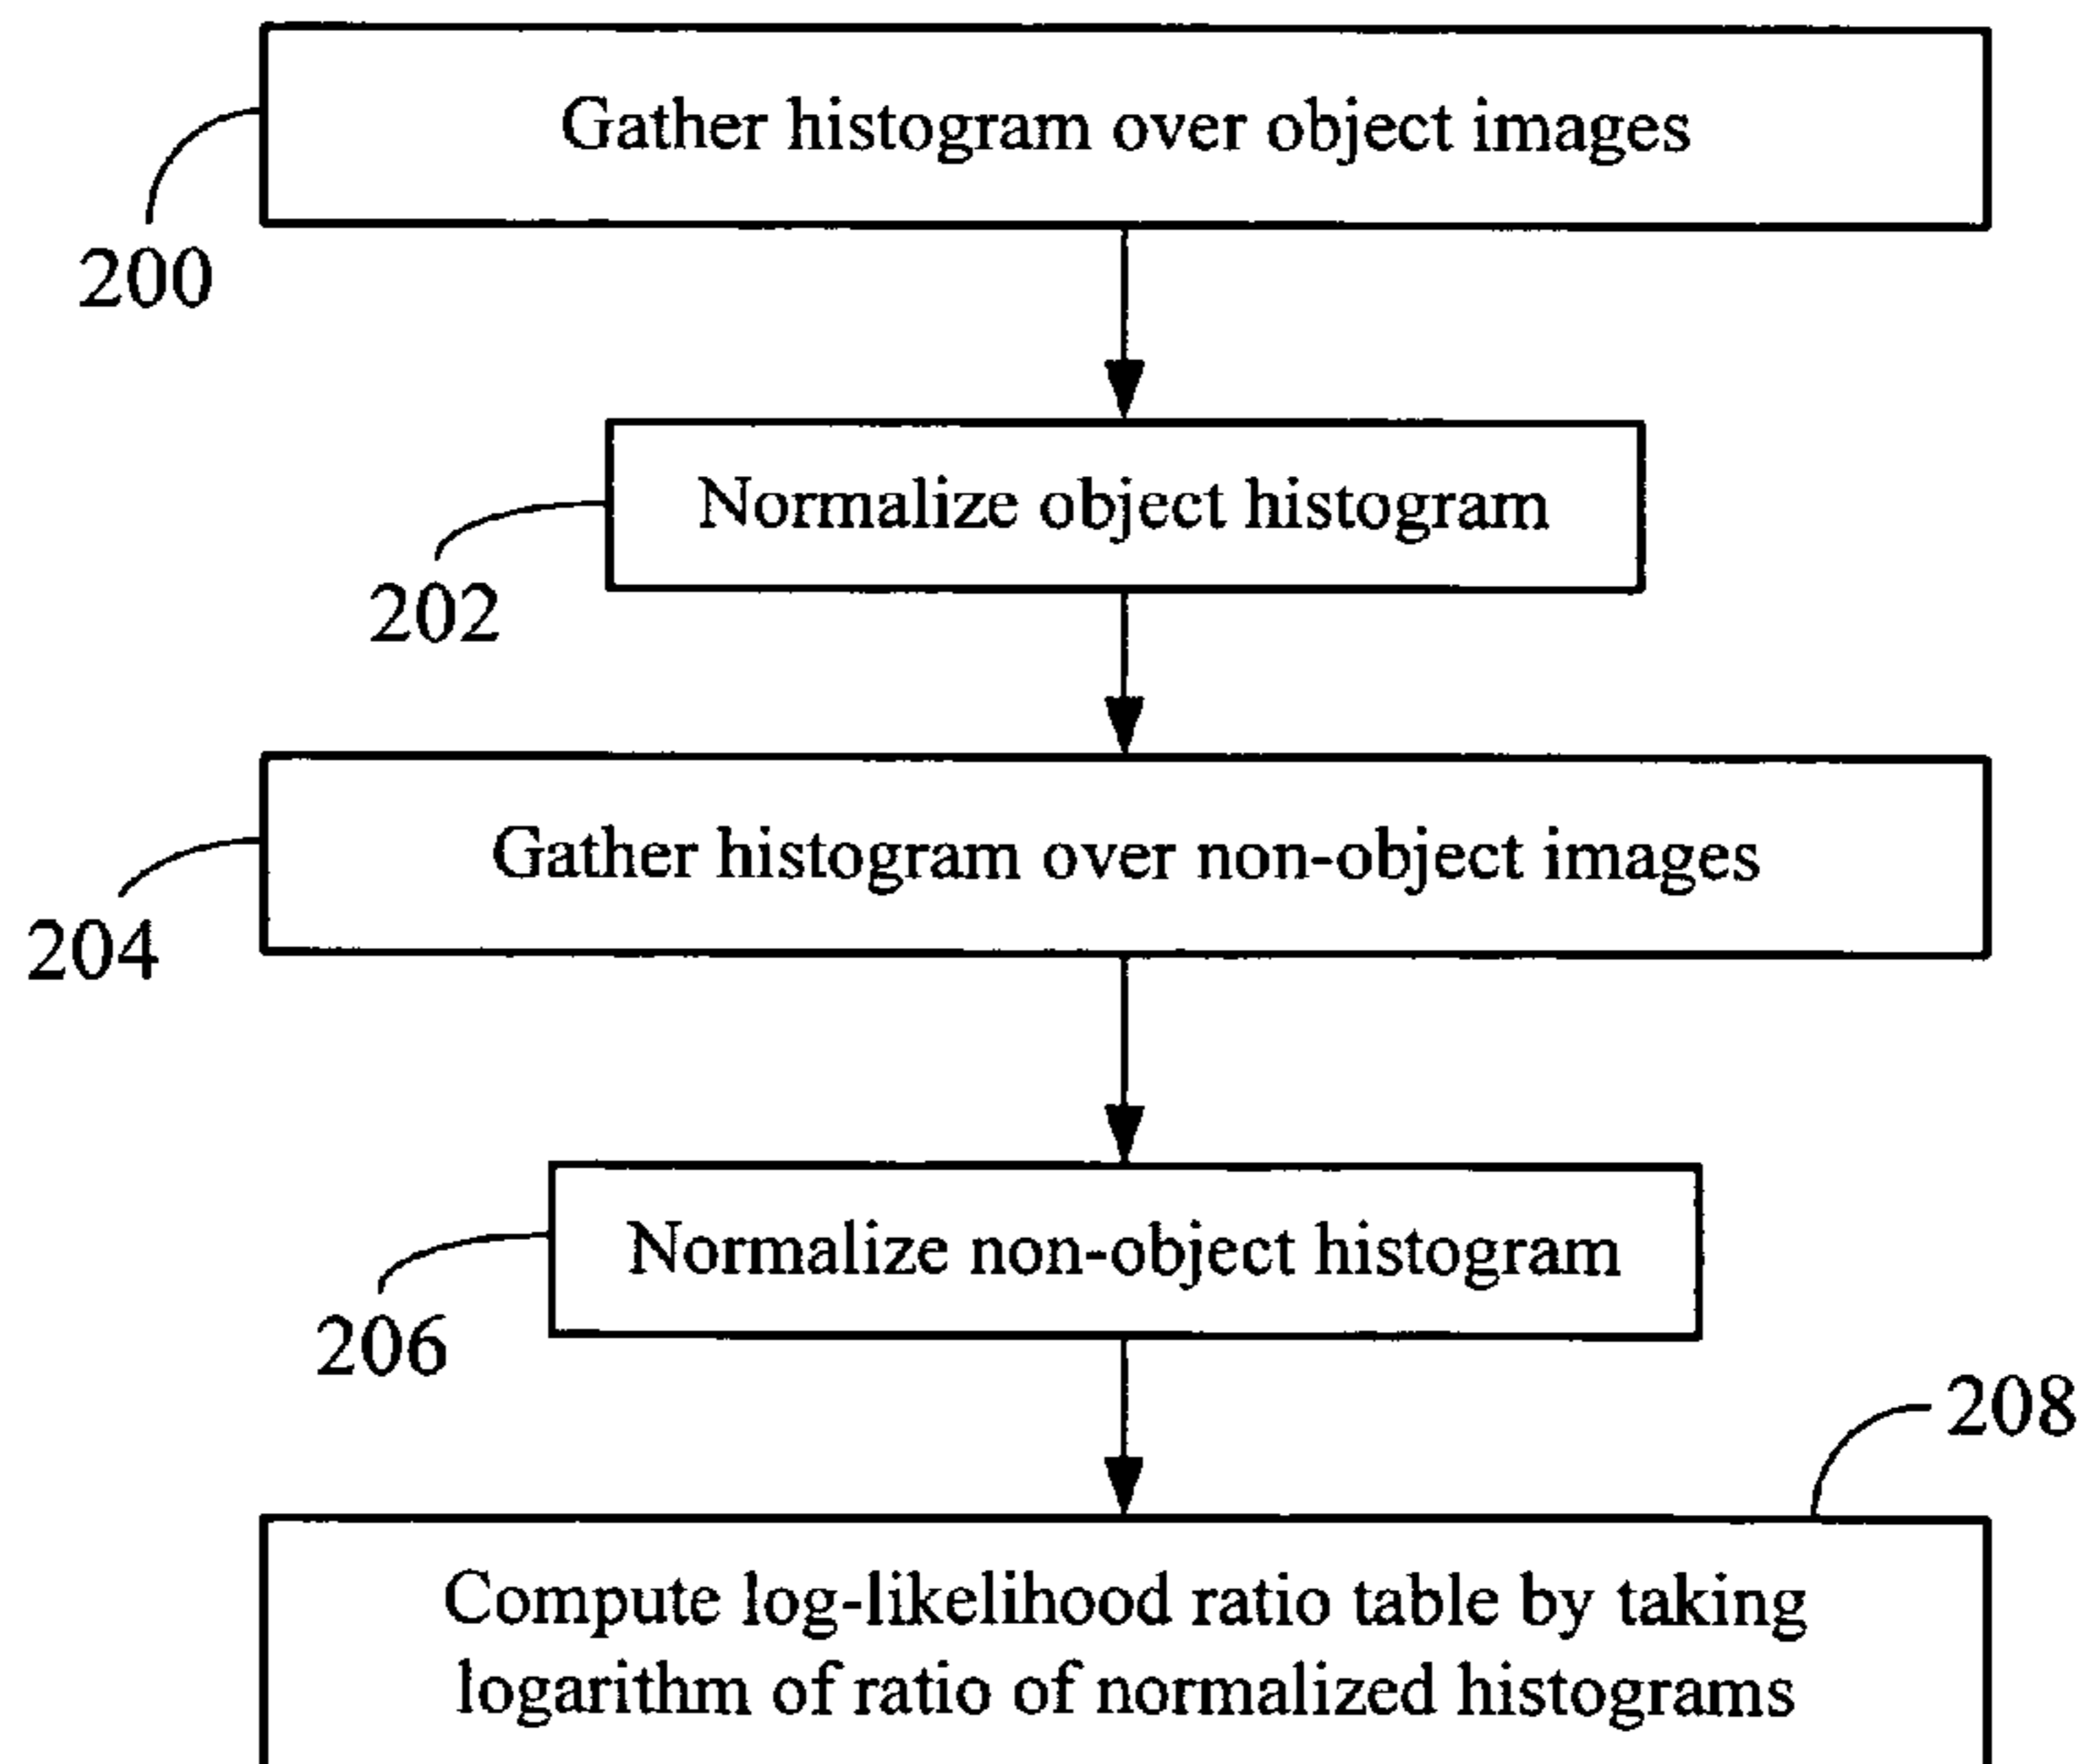 Gather histogram over object images
200
Normalize object histogram
202
Gather histogram over non-object images
204
Normalize non-object histogram
206
208
Compute log-likelihood ratio table by taking
logarithm of ratio of normalized histograms